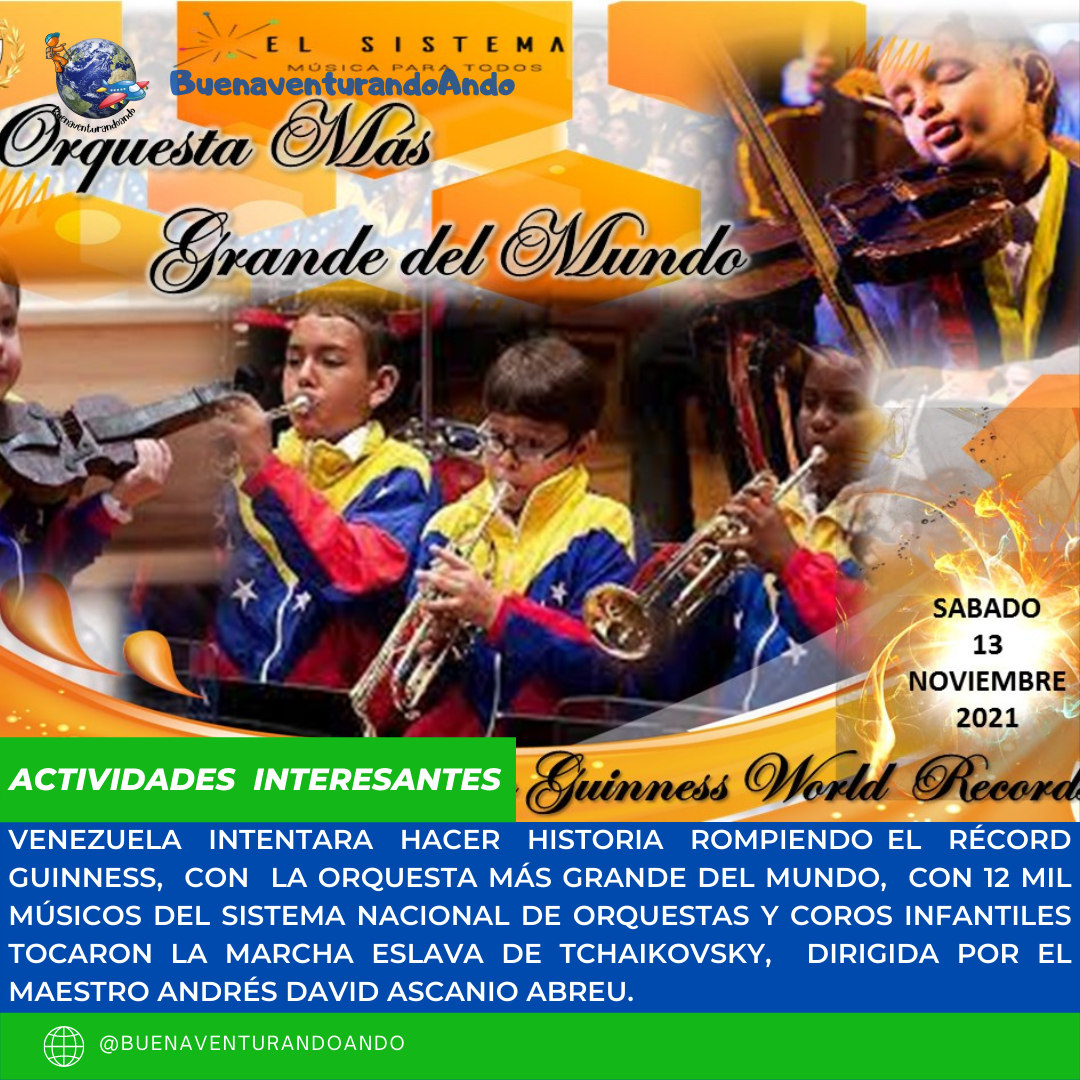 EL SISTEMA
MÚSICA PARA TODOS
BuenaventurandoAndo
Buenaventurandoando
Orquesta Más
Grande del Mundo
SABADO
13
NOVIEMBRE
2021
ACTIVIDADES INTERESANTES
Guinness World Records
VENEZUELA INTENTARA HACER HISTORIA ROMPIENDO EL RÉCORD
GUINNESS, CON LA ORQUESTA MÁS GRANDE DEL MUNDO, CON 12 MIL
MÚSICOS DEL SISTEMA NACIONAL DE ORQUESTAS Y COROS INFANTILES
TOCARON LA MARCHA ESLAVA DE TCHAIKOVSKY, DIRIGIDA POR EL
MAESTRO ANDRÉS DAVID ASCANIO ABREU.
@BUENAVENTURANDOANDO